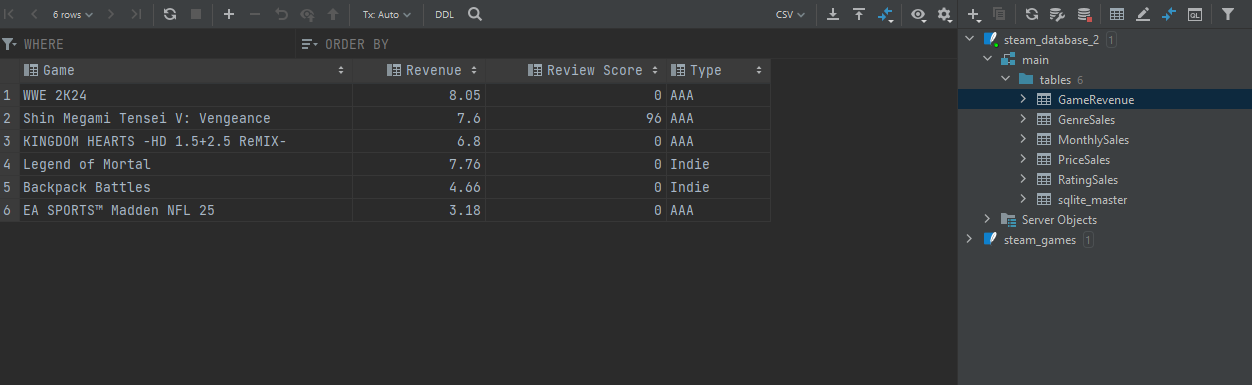 6 rows Tx: Auto DDL CSV
WHERE ORDER BY
Game Revenue Review Score Type
1 WWE 2K24 8.05 0 AAA
2 Shin Megami Tensei V: Vengeance 7.6 96 AAA
3 KINGDOM HEARTS -HD 1.5+2.5 ReMIX- 6.8 0 AAA
4 Legend of Mortal 7.76 0 Indie
5 Backpack Battles 4.66 0 Indie
6 EA SPORTS™ Madden NFL 25 3.18 0 AAA
QL
steam_database_2 1
main
tables 6
GameRevenue
GenreSales
MonthlySales
PriceSales
RatingSales
sqlite_master
Server Objects
steam_games 1